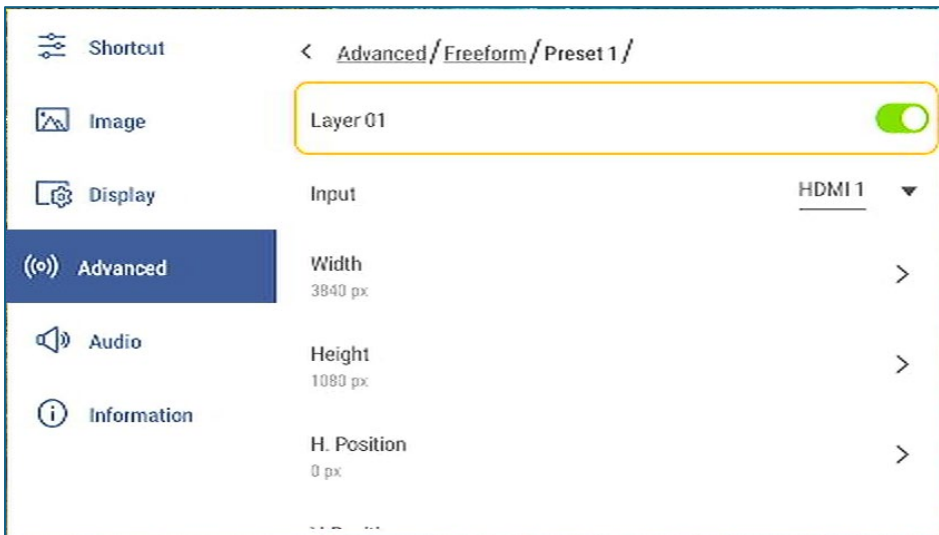 Shortcut
Image
Display
Advanced
Audio
Information
Advanced/Freeform/Preset 1/
Layer 01
Input
HDMI 1
Width
3840 px
Height
1080 px
H. Position
0 px